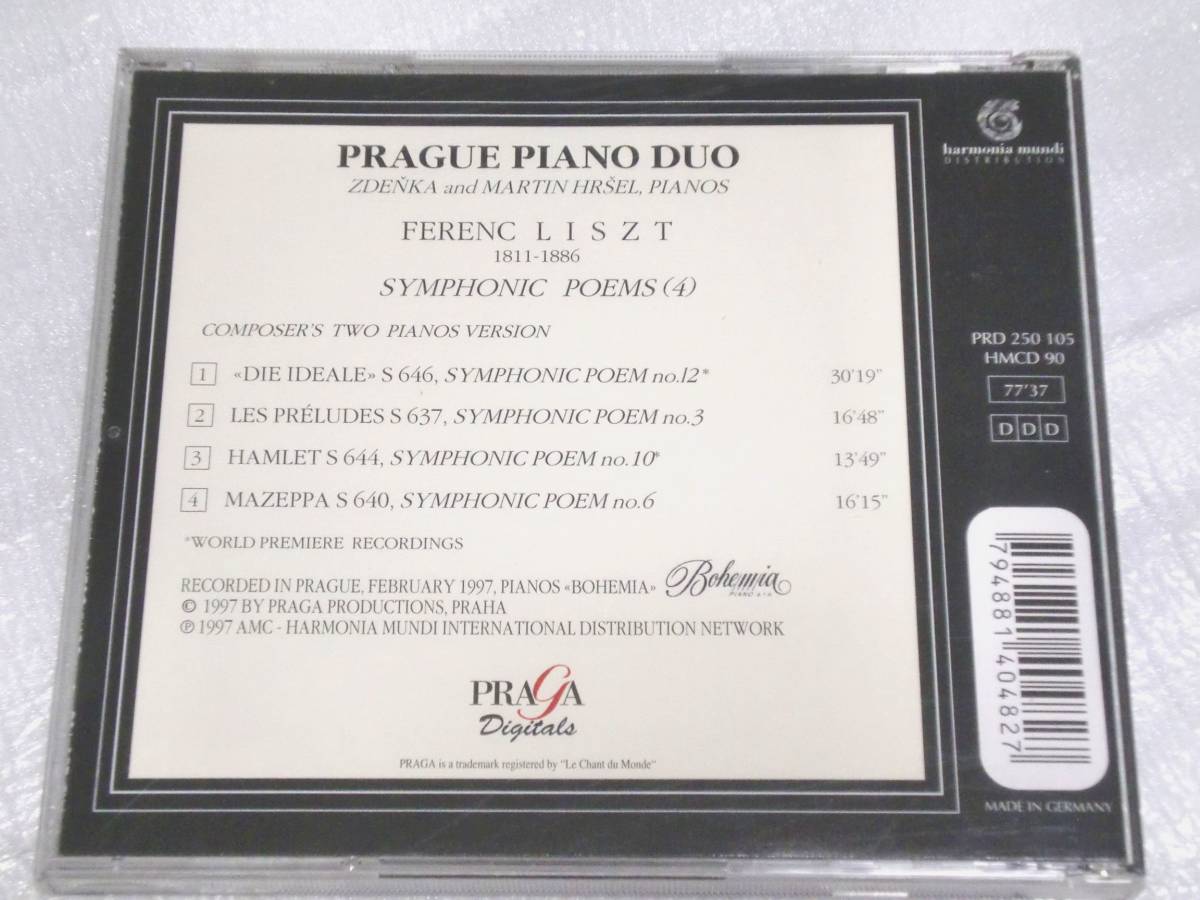 PRAGUE PIANO DUO
ZDEŇKA and MARTIN HRŠEL, PIANOS
FERENC LISZT
1811-1886
SYMPHONIC POEMS (4)
COMPOSER'S TWO PIANOS VERSION
1 «DIE IDEALE» S 646, SYMPHONIC POEM no.12* 30'19"
2 LES PRÉLUDES S 637, SYMPHONIC POEM no.3 16'48"
3 HAMLET S 644, SYMPHONIC POEM no.10* 13'49"
4 MAZEPPA S 640, SYMPHONIC POEM no.6 16'15"
*WORLD PREMIERE RECORDINGS
RECORDED IN PRAGUE, FEBRUARY 1997, PIANOS «BOHEMIA»
Bohemia
© 1997 BY PRAGA PRODUCTIONS, PRAHA
℗ 1997 AMC - HARMONIA MUNDI INTERNATIONAL DISTRIBUTION NETWORK
PRAGA
Digitals
PRAGA is a trademark registered by "Le Chant du Monde"
harmonia mundi
DISTRIBUTION
PRD 250 105
HMCD 90
77'37
DDD
794881404827
MADE IN GERMANY